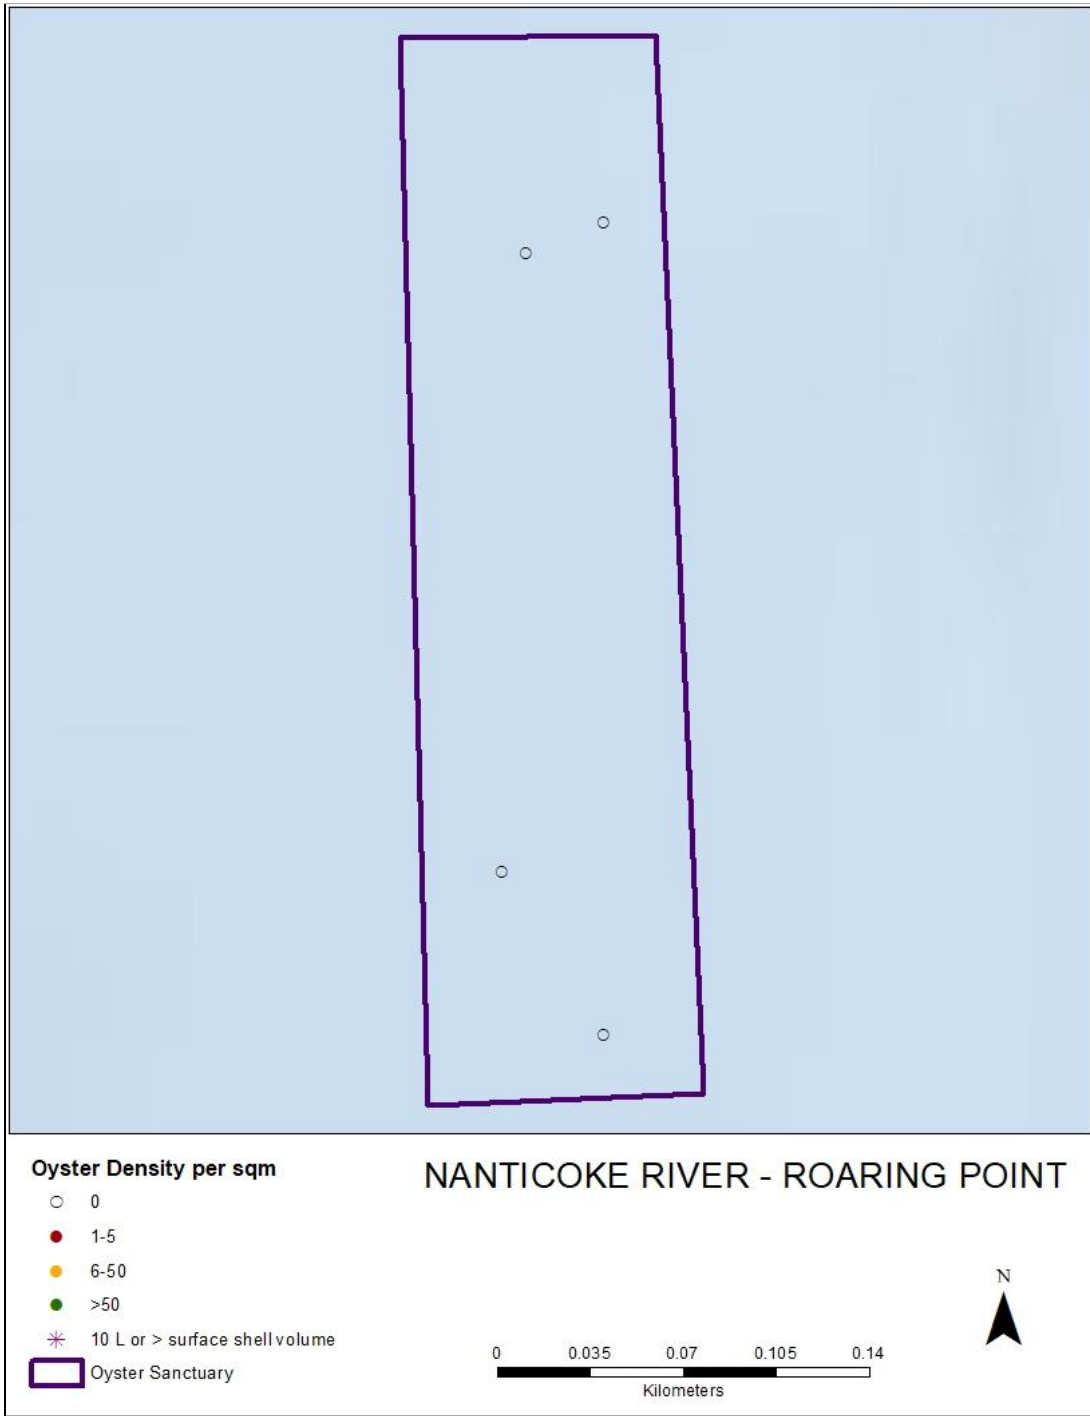 Oyster Density per sqm
0
1-5
6-50
>50
10 L or > surface shell volume
Oyster Sanctuary
NANTICOKE RIVER - ROARING POINT
N
0 0.035 0.07 0.105 0.14
Kilometers